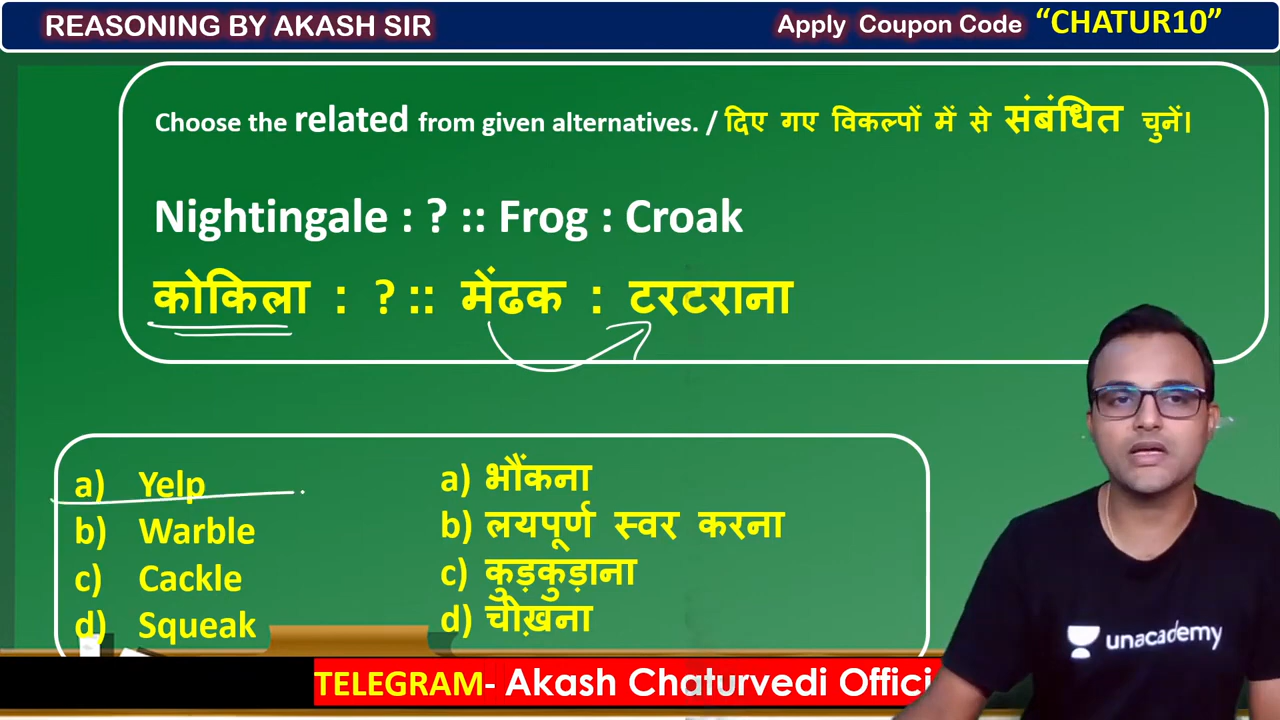 REASONING BY AKASH SIR
Apply Coupon Code “CHATUR10”
Choose the related from given alternatives. / दिए गए विकल्पों में से संबंधित चुनें।
Nightingale : ? :: Frog : Croak
कोकिला : ? :: मेंढक : टरटराना
a) Yelp
b) Warble
c) Cackle
d) Squeak
a) भौंकना
b) लयपूर्ण स्वर करना
c) कुड़कुड़ाना
d) चीख़ना
unacademy
TELEGRAM- Akash Chaturvedi Offici